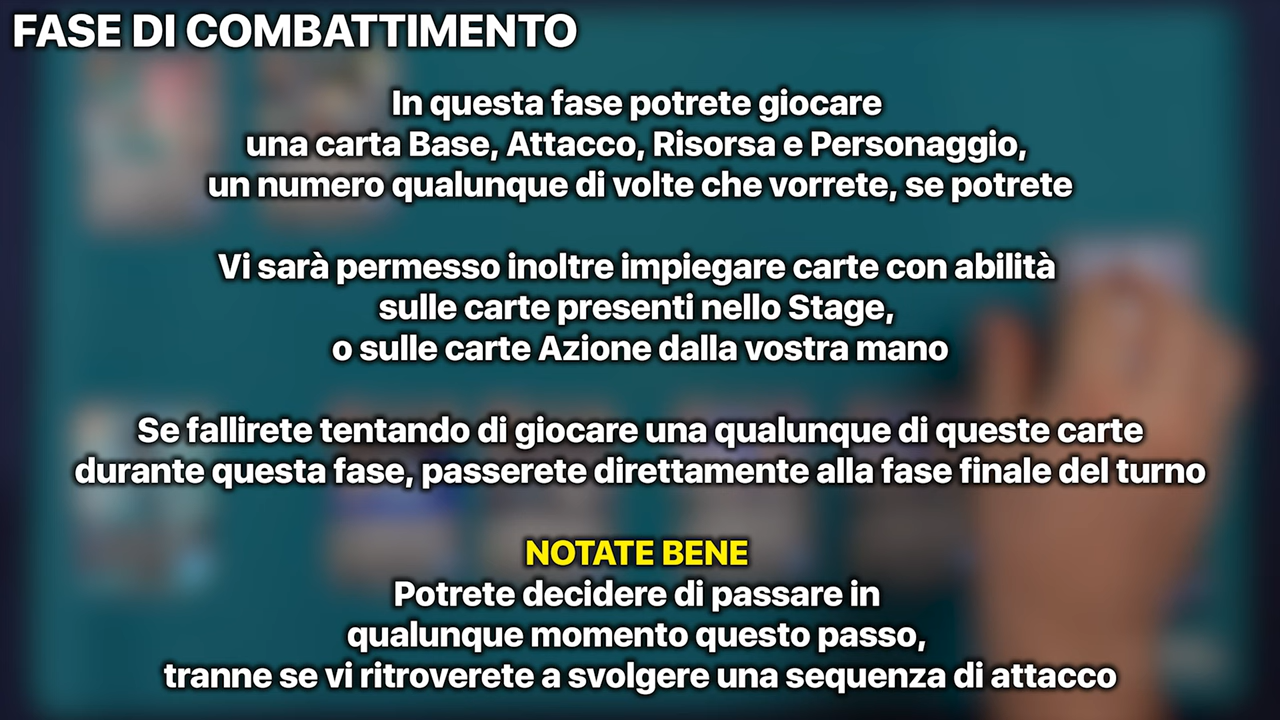 FASE DI COMBATTIMENTO
In questa fase potrete giocare
una carta Base, Attacco, Risorsa e Personaggio,
un numero qualunque di volte che vorrete, se potrete
Vi sarà permesso inoltre impiegare carte con abilità
sulle carte presenti nello Stage,
o sulle carte Azione dalla vostra mano
Se fallirete tentando di giocare una qualunque di queste carte
durante questa fase, passerete direttamente alla fase finale del turno
NOTATE BENE
Potrete decidere di passare in
qualunque momento questo passo,
tranne se vi ritroverete a svolgere una sequenza di attacco